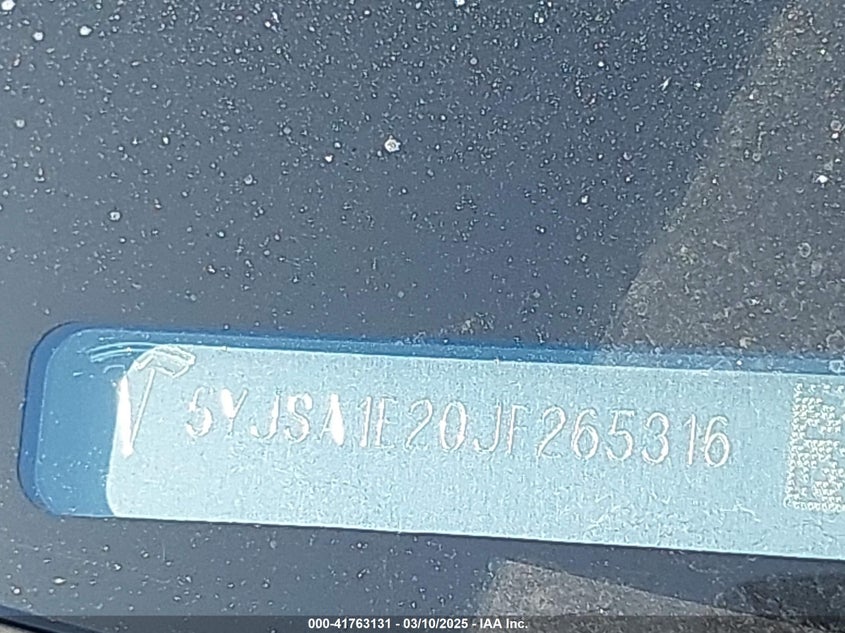 5YJSA1E20JF265316
000-41763131 — 03/10/2025 — IAA Inc.